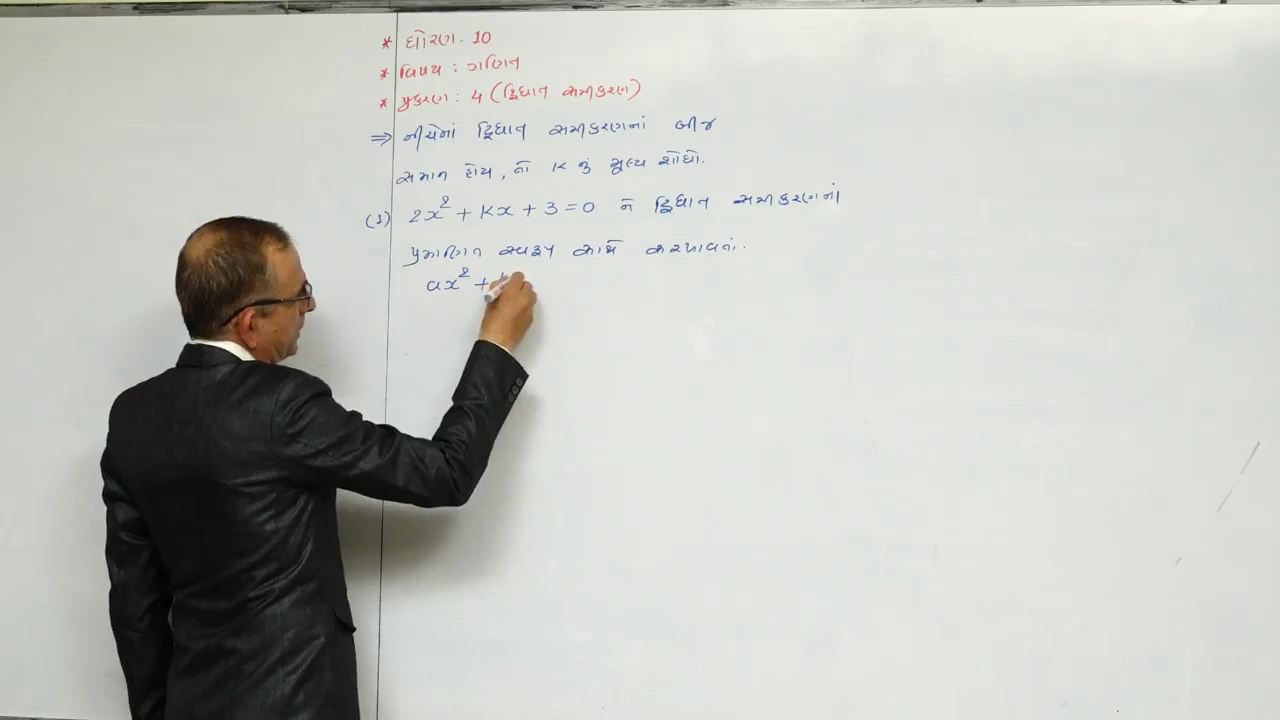 * ધોરણ. 10
* વિષય : ગણિત
* પ્રકરણ : 4 (દ્વિઘાત સમીકરણ)
⇒ નીચેનાં દ્વિઘાત સમીકરણનાં બીજ
સમાન હોય, તો K નું મૂલ્ય શોધો.
(1) 2x² + Kx + 3 = 0 ને દ્વિઘાત સમીકરણનાં
પ્રમાણિત સ્વરૂપ સાથે સરખાવતાં.
ax² +